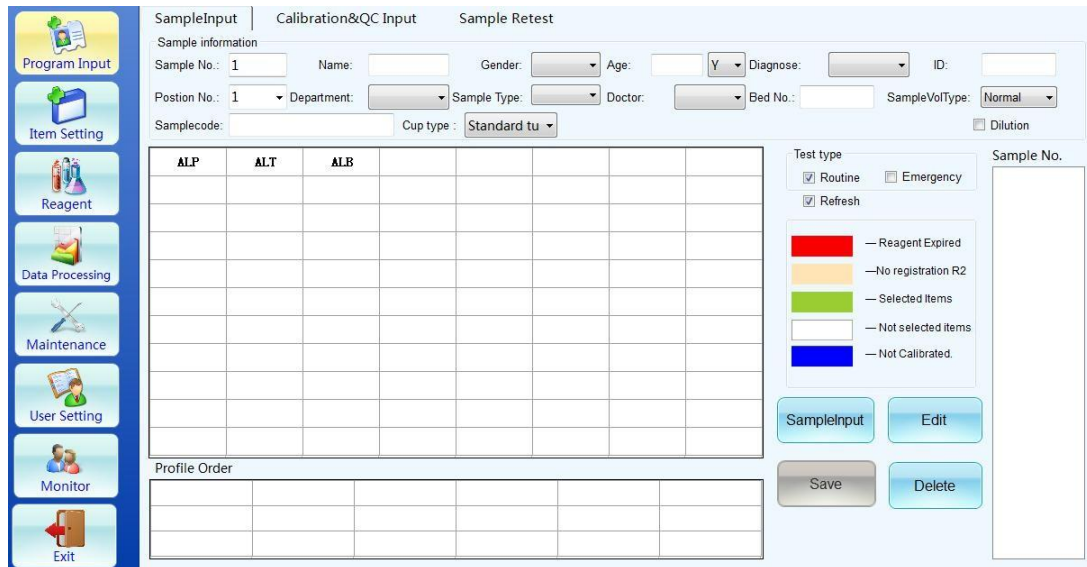 Program Input
Item Setting
Reagent
Data Processing
Maintenance
User Setting
Monitor
Exit
SampleInput Calibration&QC Input Sample Retest
Sample information
Sample No.: 1 Name: Gender: Age: Y Diagnose: ID:
Postion No.: 1 Department: Sample Type: Doctor: Bed No.: SampleVolType: Normal
Samplecode: Cup type : Standard tu Dilution
ALP ALT ALB
Test type
Routine Emergency
Refresh
— Reagent Expired
—No registration R2
— Selected Items
— Not selected items
— Not Calibrated.
SampleInput Edit
Save Delete
Sample No.
Profile Order